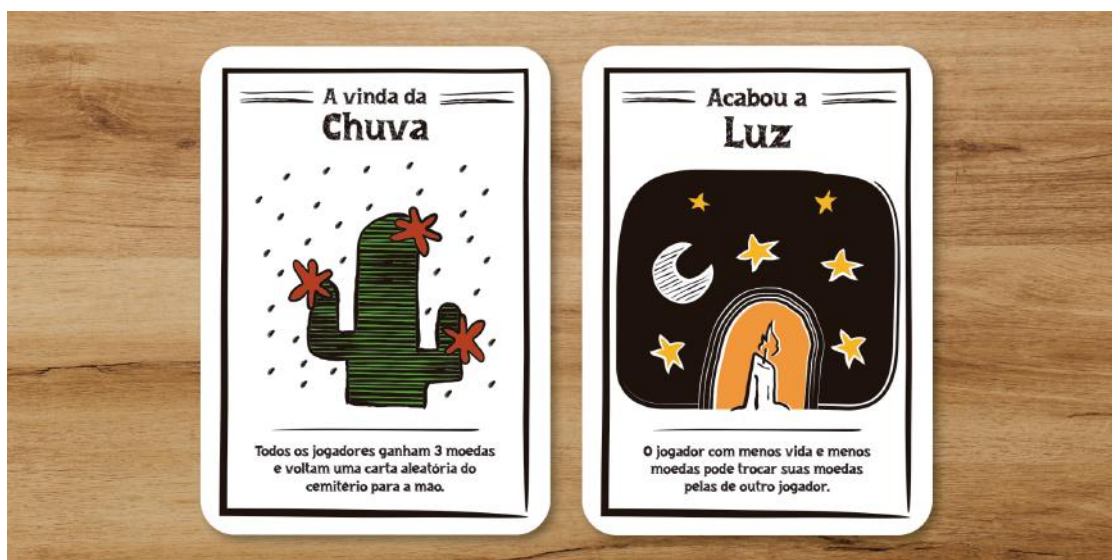 A vinda da
Chuva
Todos os jogadores ganham 3 moedas
e voltam uma carta aleatória do
cemitério para a mão.
Acabou a
Luz
O jogador com menos vida e menos
moedas pode trocar suas moedas
pelas de outro jogador.